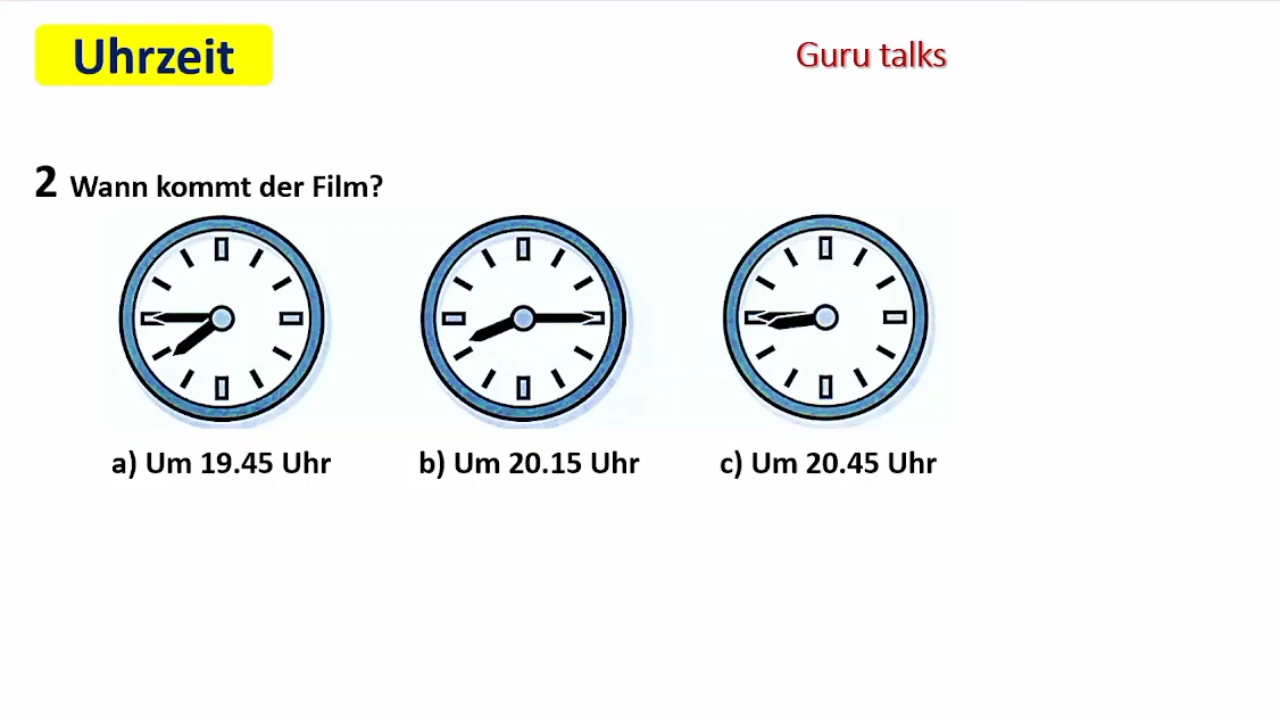 Uhrzeit
Guru talks
2 Wann kommt der Film?
a) Um 19.45 Uhr
b) Um 20.15 Uhr
c) Um 20.45 Uhr